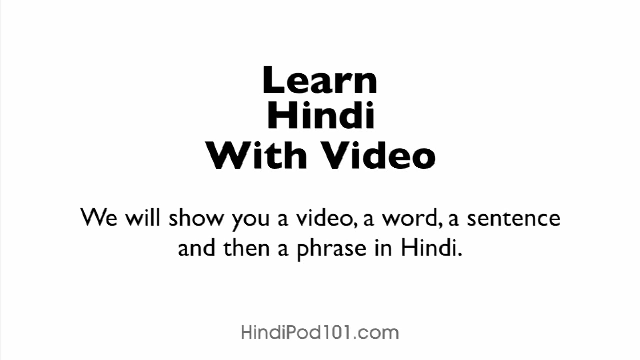 Learn
Hindi
With Video
We will show you a video, a word, a sentence
and then a phrase in Hindi.
HindiPod101.com